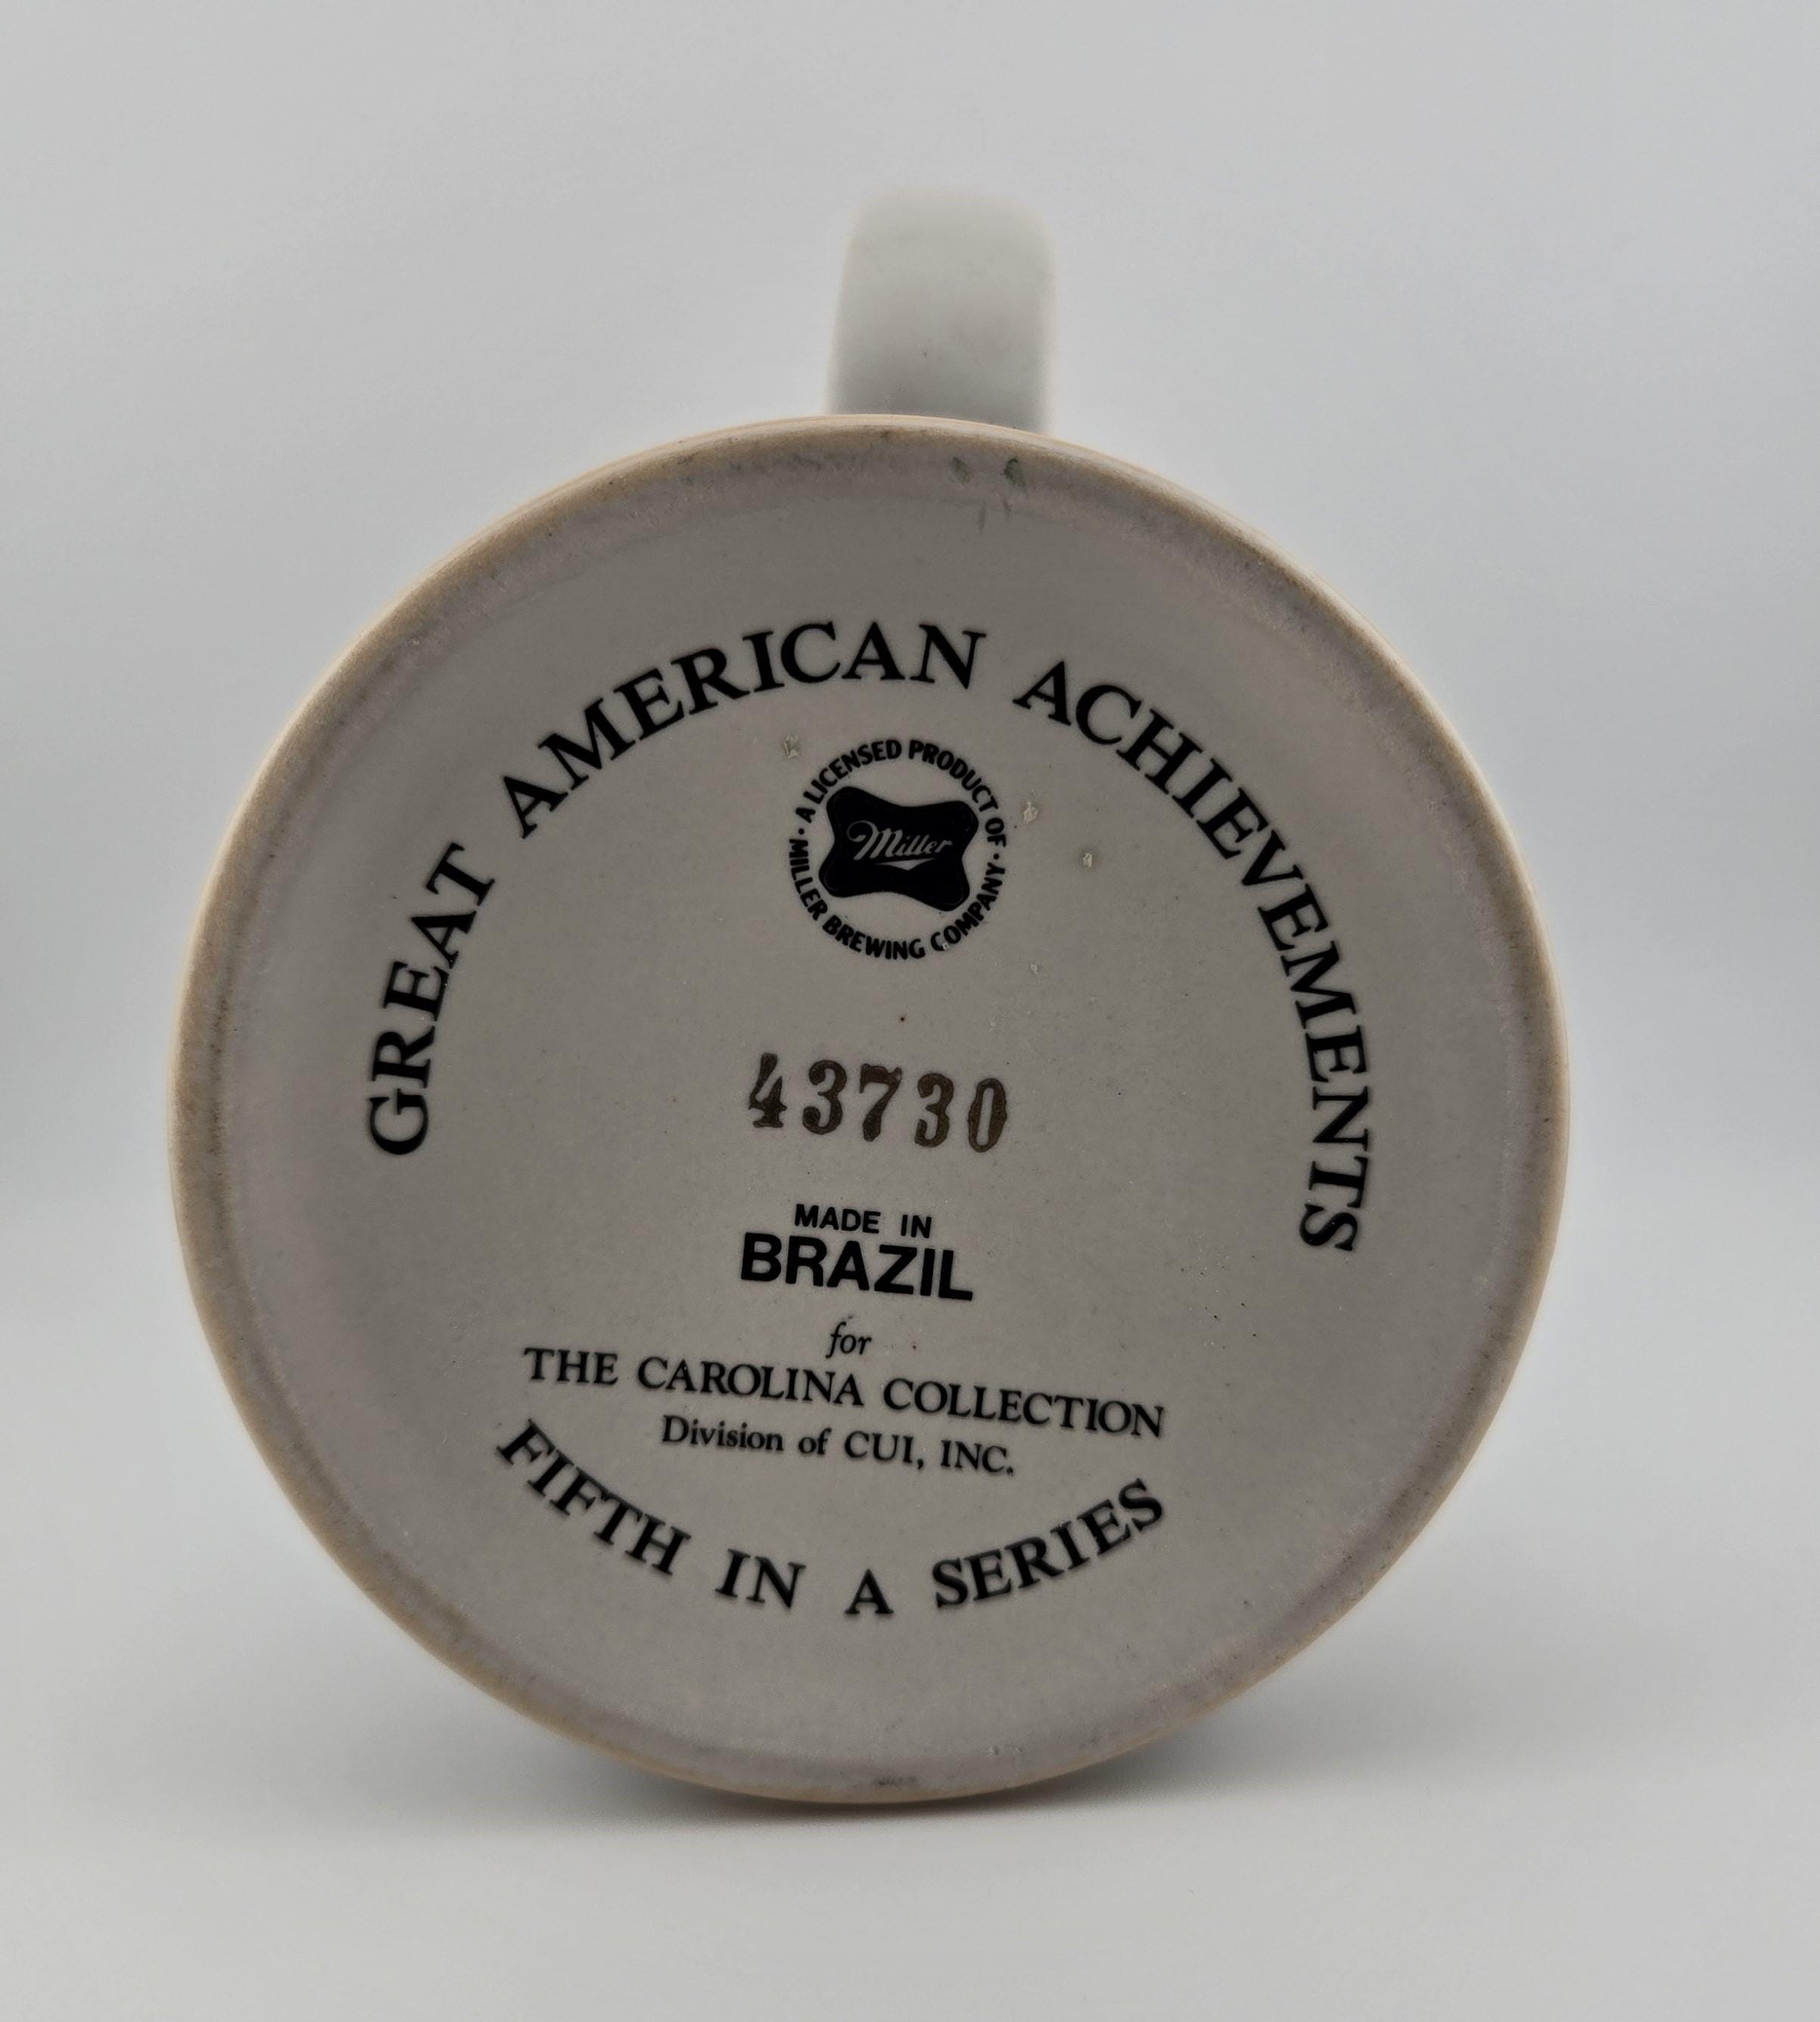 GREAT AMERICAN ACHIEVEMENTS
• A LICENSED PRODUCT OF •
Miller
MILLER BREWING COMPANY
43730
MADE IN
BRAZIL
for
THE CAROLINA COLLECTION
Division of CUI, INC.
FIFTH IN A SERIES